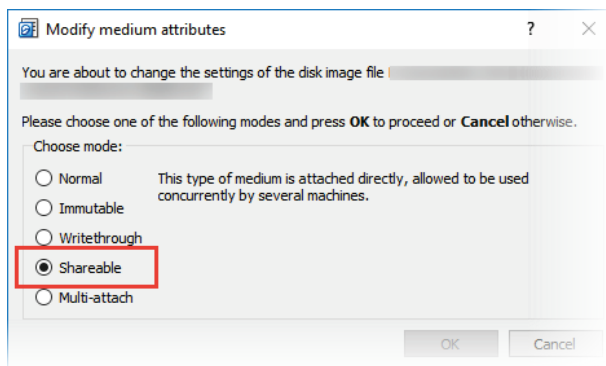 Modify medium attributes ?
You are about to change the settings of the disk image file
Please choose one of the following modes and press OK to proceed or Cancel otherwise.
Choose mode:
Normal This type of medium is attached directly, allowed to be used
concurrently by several machines.
Immutable
Writethrough
Shareable
Multi-attach
OK Cancel